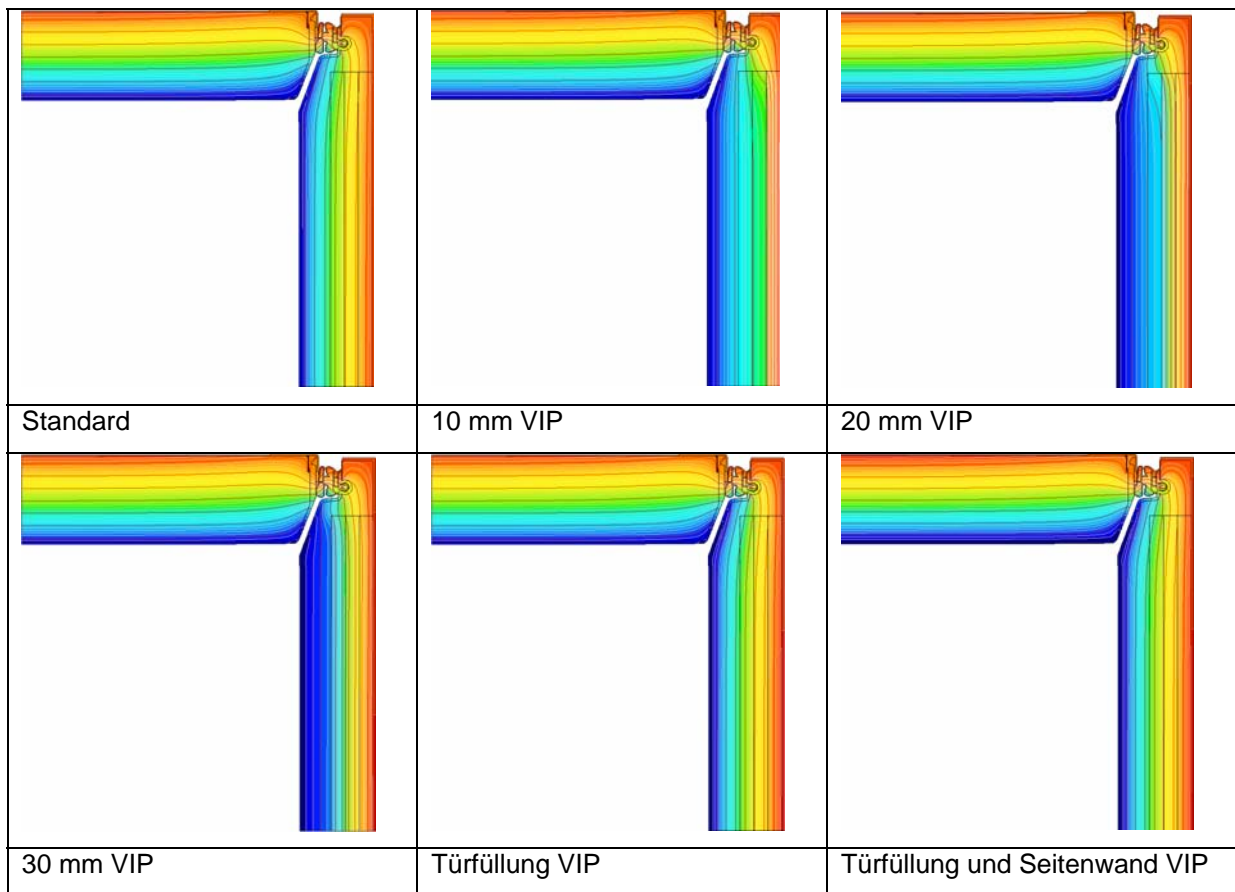 Standard
10 mm VIP
20 mm VIP
30 mm VIP
Türfüllung VIP
Türfüllung und Seitenwand VIP